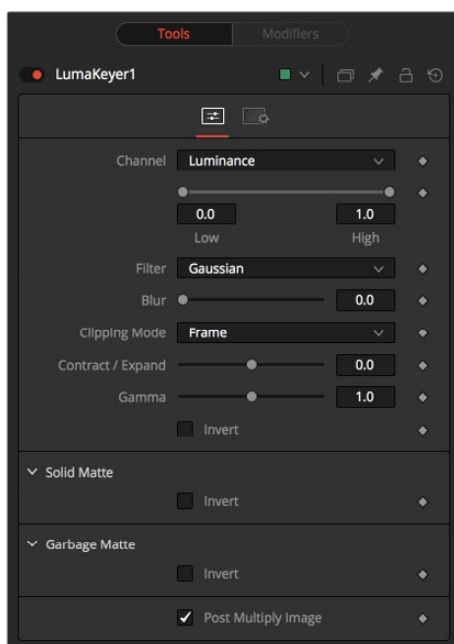 Tools Modifiers
LumaKeyer1
Channel Luminance
0.0 1.0
Low High
Filter Gaussian
Blur 0.0
Clipping Mode Frame
Contract / Expand 0.0
Gamma 1.0
Invert
Solid Matte
Invert
Garbage Matte
Invert
Post Multiply Image